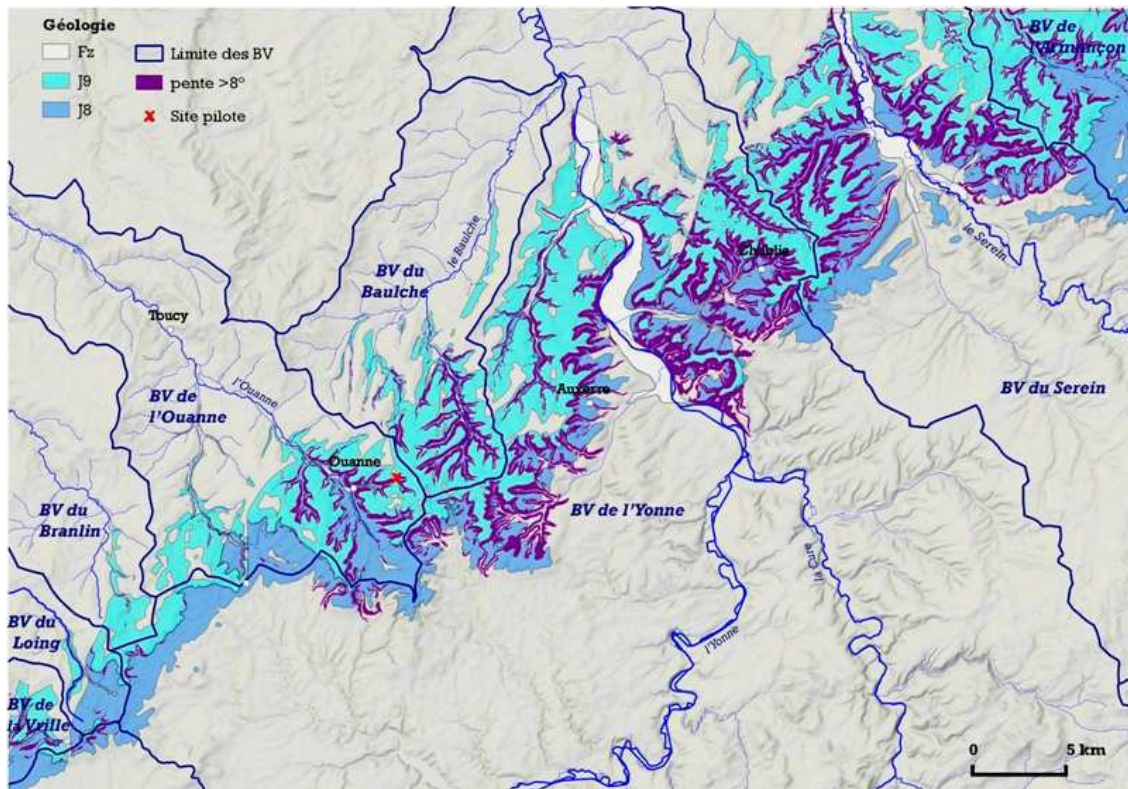 Géologie
Fz
J9
J8
Limite des BV
pente >8°
Site pilote
BV de
l'Armançon
le Baulche
BV du
Baulche
Chablis
le Serein
Toucy
BV de
l'Ouanne
l'Ouanne
Auxerre
BV du Serein
Ouanne
BV du
Branlin
BV de l'Yonne
la Cure
BV du
Loing
l'Yonne
BV de
la Vrille
0
5 km